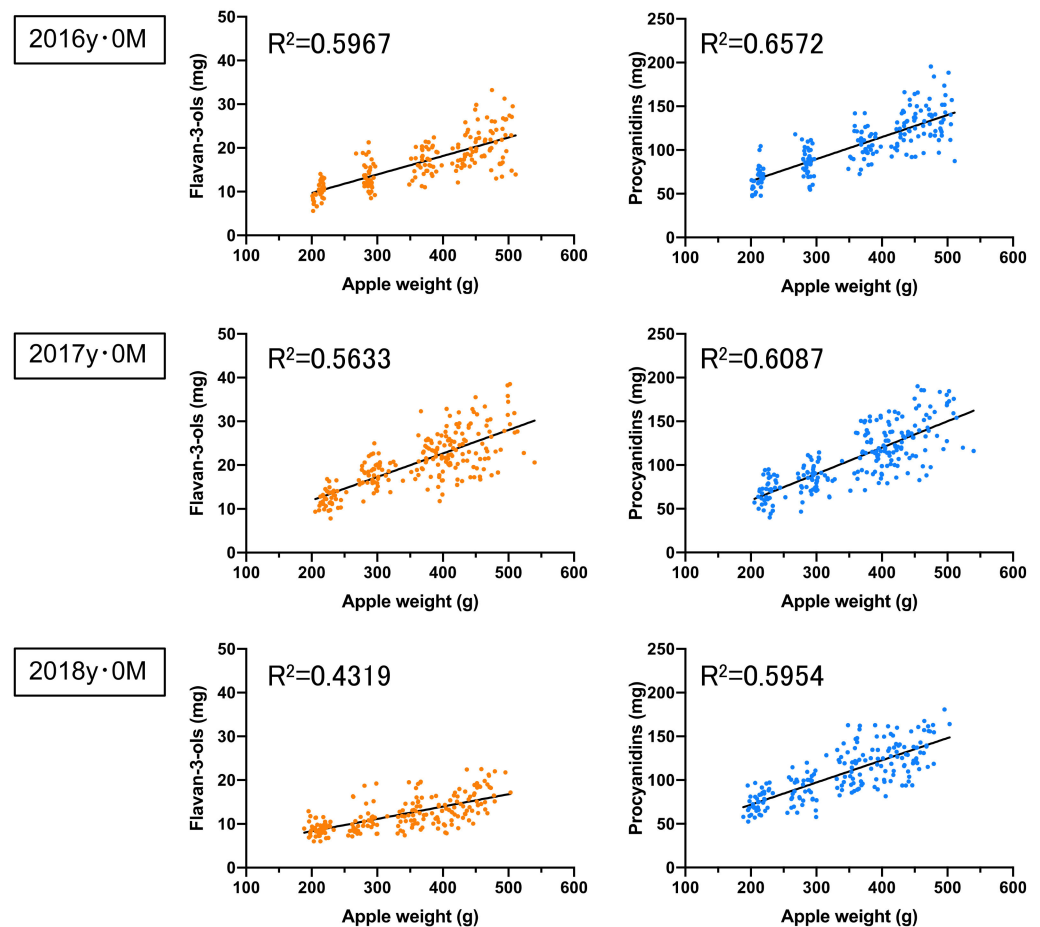 2016y･0M
R²=0.5967
Flavan-3-ols (mg)
50
40
30
20
10
0
100 200 300 400 500 600
Apple weight (g)
R²=0.6572
Procyanidins (mg)
250
200
150
100
50
0
100 200 300 400 500 600
Apple weight (g)
2017y･0M
R²=0.5633
Flavan-3-ols (mg)
50
40
30
20
10
0
100 200 300 400 500 600
Apple weight (g)
R²=0.6087
Procyanidins (mg)
250
200
150
100
50
0
100 200 300 400 500 600
Apple weight (g)
2018y･0M
R²=0.4319
Flavan-3-ols (mg)
50
40
30
20
10
0
100 200 300 400 500 600
Apple weight (g)
R²=0.5954
Procyanidins (mg)
250
200
150
100
50
0
100 200 300 400 500 600
Apple weight (g)